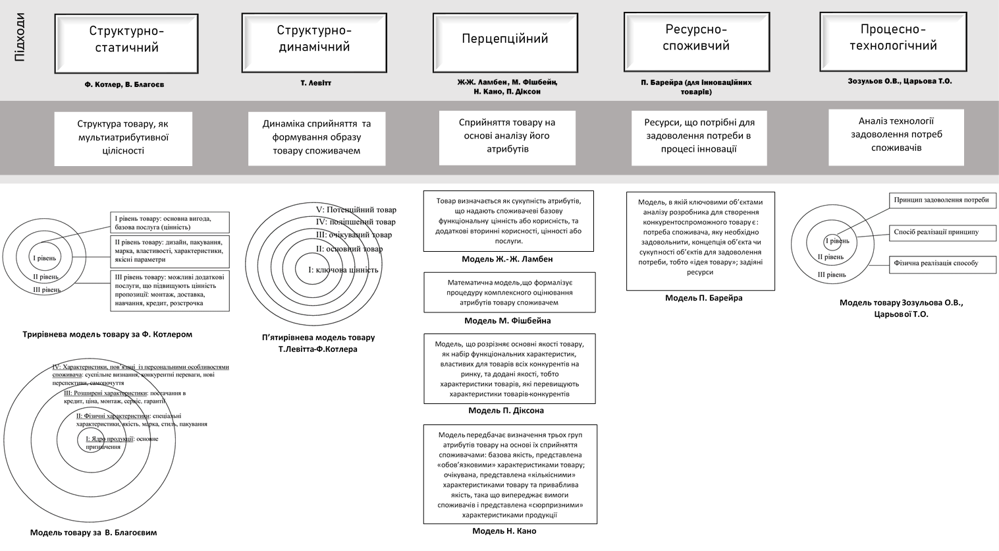 Підходи
Структурно-
статичний
Структурно-
динамічний
Перцепційний
Ресурсно-
споживчий
Процесно-
технологічний
Ф. Котлер, В. Благоєв
Т. Левітт
Ж-Ж. Ламбен, М. Фішбейн,
Н. Кано, П. Діксон
П. Барейра (для інноваційних
товарів)
Зозульов О.В., Царьова Т.О.
Структура товару, як
мультиатрибутивної
цілісності
Динаміка сприйняття та
формування образу
товару споживачем
Сприйняття товару на
основі аналізу його
атрибутів
Ресурси, що потрібні для
задоволення потреби в
процесі інновації
Аналіз технології
задоволення потреб
споживачів
І рівень
ІІ рівень
ІІІ рівень
І рівень товару: основна вигода,
базова послуга (цінність)
ІІ рівень товару: дизайн, пакування,
марка, властивості, характеристики,
якісні параметри
ІІІ рівень товару: можливі додаткові
послуги, що підвищують цінність
пропозиції: монтаж, доставка,
навчання, кредит, розстрочка
Трирівнева модель товару за Ф. Котлером
IV: Характеристики, пов’язані із персональними особливостями
споживача: суспільне визнання, конкурентні переваги, нові
перспективи, самопочуття
III: Розширені характеристики: постачання в
кредит, ціна, монтаж, сервіс, гарантії
II: Фізичні характеристики: спеціальні
характеристики, якість, марка, стиль, пакування
I: Ядро продукції: основне
призначення
Модель товару за В. Благоєвим
V: Потенційний товар
IV: поліпшений товар
III: очікуваний товар
II: основний товар
I: ключова цінність
П’ятирівнева модель товару
Т.Левітта-Ф.Котлера
Товар визначається як сукупність атрибутів,
що надають споживачеві базову
функціональну цінність або корисність, та
додаткові вторинні корисності, цінності або
послуги.
Модель Ж.-Ж. Ламбен
Математична модель,що формалізує
процедуру комплексного оцінювання
атрибутів товару споживачем
Модель М. Фішбейна
Модель, що розрізняє основні якості товару,
як набір функціональних характеристик,
властивих для товарів всіх конкурентів на
ринку, та додані якості, тобто
характеристики товарів, які перевищують
характеристики товарів-конкурентів
Модель П. Діксона
Модель передбачає визначення трьох груп
атрибутів товару на основі їх сприйняття
споживачами: базова якість, представлена
«обов’язковими» характеристиками товару;
очікувана, представлена «кількісними»
характеристиками товару та приваблива
якість, така що випереджає вимоги
споживачів і представлена «сюрпризними»
характеристиками продукції
Модель Н. Кано
Модель, в якій ключовими об’єктами
аналізу розробника для створення
конкурентоспроможного товару є:
потреба споживача, яку необхідно
задовольнити, концепція об’єкта чи
сукупності об’єктів для задоволення
потреби, тобто «ідея товару»; задіяні
ресурси
Модель П. Барейра
І рівень
ІІ рівень
ІІІ рівень
Принцип задоволення потреби
Спосіб реалізації принципу
Фізична реалізація способу
Модель товару Зозульова О.В.,
Царьової Т.О.